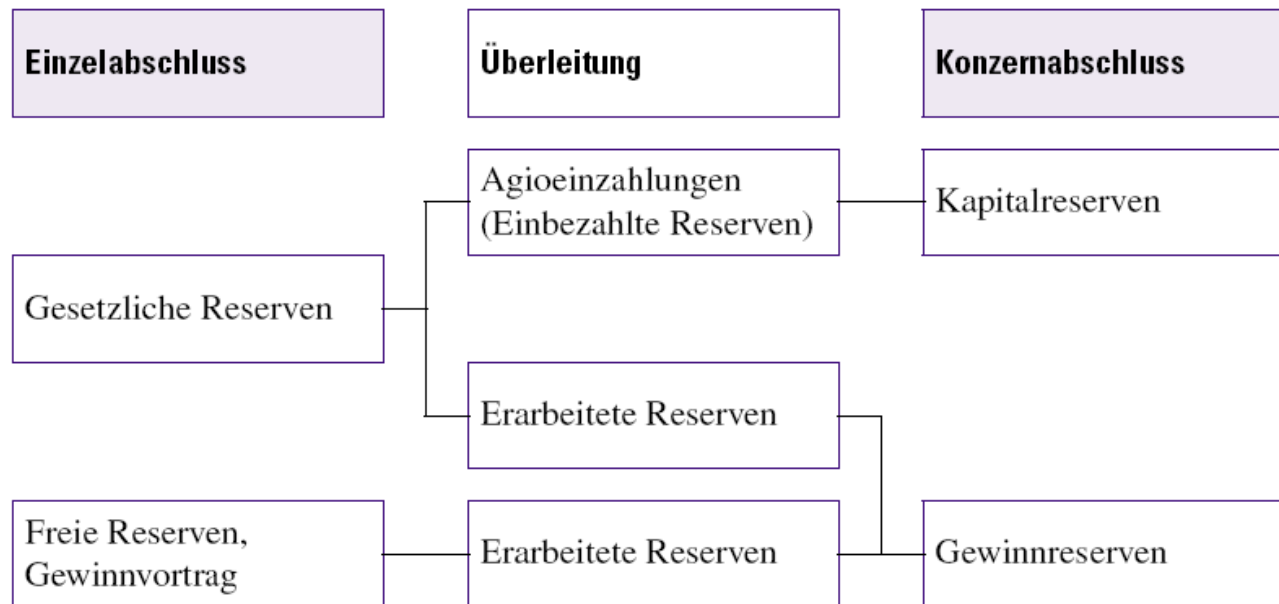 Einzelabschluss
Überleitung
Konzernabschluss
Agioeinzahlungen
(Einbezahlte Reserven)
Kapitalreserven
Gesetzliche Reserven
Erarbeitete Reserven
Freie Reserven,
Gewinnvortrag
Erarbeitete Reserven
Gewinnreserven